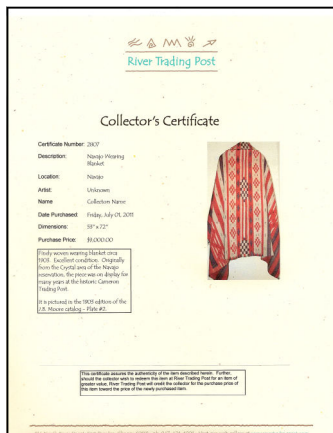 River Trading Post
Collector's Certificate
Certificate Number: 21107
Description: Navajo Wearing
Blanket
Location: Navajo
Artist: Unknown
Name Collectors Name
Date Purchased: Friday, July 01, 2011
Dimensions: 53" x 72"
Purchase Price: $9,000.00
Finely woven wearing blanket circa
1903. Excellent condition. Originally
from the Crystal area of the Navajo
reservation, the piece was on display for
many years at the historic Cameron
Trading Post.
It is pictured in the 1903 edition of the
J.B. Moore catalog - Plate #2.
This certificate assures the authenticity of the item described herein. Further,
should the collector wish to redeem this item at River Trading Post for an item of
greater value, River Trading Post will credit the collector for the purchase price of
this item toward the price of the newly purchased item.